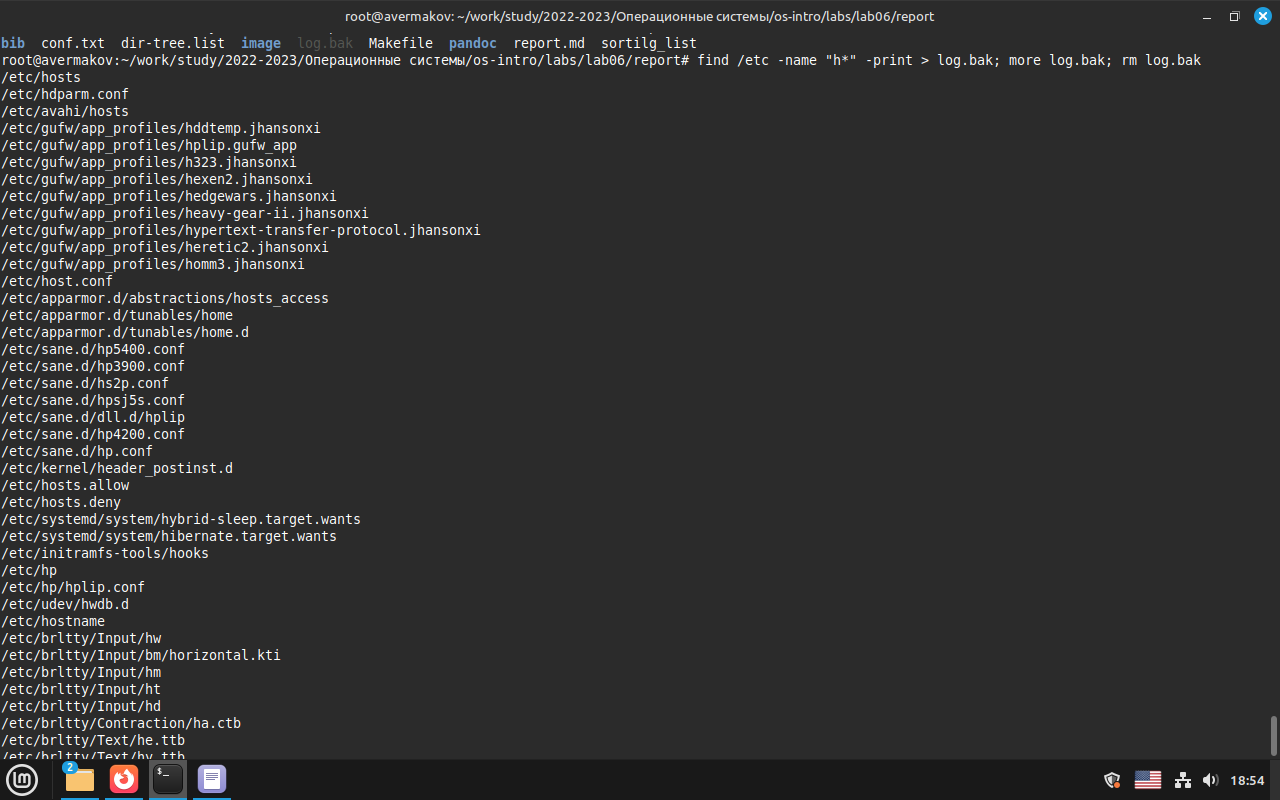 root@avermakov: ~/work/study/2022-2023/Операционные системы/os-intro/labs/lab06/report
bib conf.txt dir-tree.list image log.bak Makefile pandoc report.md sortilg_list
root@avermakov:~/work/study/2022-2023/Операционные системы/os-intro/labs/lab06/report# find /etc -name "h*" -print > log.bak; more log.bak; rm log.bak
/etc/hosts
/etc/hdparm.conf
/etc/avahi/hosts
/etc/gufw/app_profiles/hddtemp.jhansonxi
/etc/gufw/app_profiles/hplip.gufw_app
/etc/gufw/app_profiles/h323.jhansonxi
/etc/gufw/app_profiles/hexen2.jhansonxi
/etc/gufw/app_profiles/hedgewars.jhansonxi
/etc/gufw/app_profiles/heavy-gear-ii.jhansonxi
/etc/gufw/app_profiles/hypertext-transfer-protocol.jhansonxi
/etc/gufw/app_profiles/heretic2.jhansonxi
/etc/gufw/app_profiles/homm3.jhansonxi
/etc/host.conf
/etc/apparmor.d/abstractions/hosts_access
/etc/apparmor.d/tunables/home
/etc/apparmor.d/tunables/home.d
/etc/sane.d/hp5400.conf
/etc/sane.d/hp3900.conf
/etc/sane.d/hs2p.conf
/etc/sane.d/hpsj5s.conf
/etc/sane.d/dll.d/hplip
/etc/sane.d/hp4200.conf
/etc/sane.d/hp.conf
/etc/kernel/header_postinst.d
/etc/hosts.allow
/etc/hosts.deny
/etc/systemd/system/hybrid-sleep.target.wants
/etc/systemd/system/hibernate.target.wants
/etc/initramfs-tools/hooks
/etc/hp
/etc/hp/hplip.conf
/etc/udev/hwdb.d
/etc/hostname
/etc/brltty/Input/hw
/etc/brltty/Input/bm/horizontal.kti
/etc/brltty/Input/hm
/etc/brltty/Input/ht
/etc/brltty/Input/hd
/etc/brltty/Contraction/ha.ctb
/etc/brltty/Text/he.ttb
2
18:54